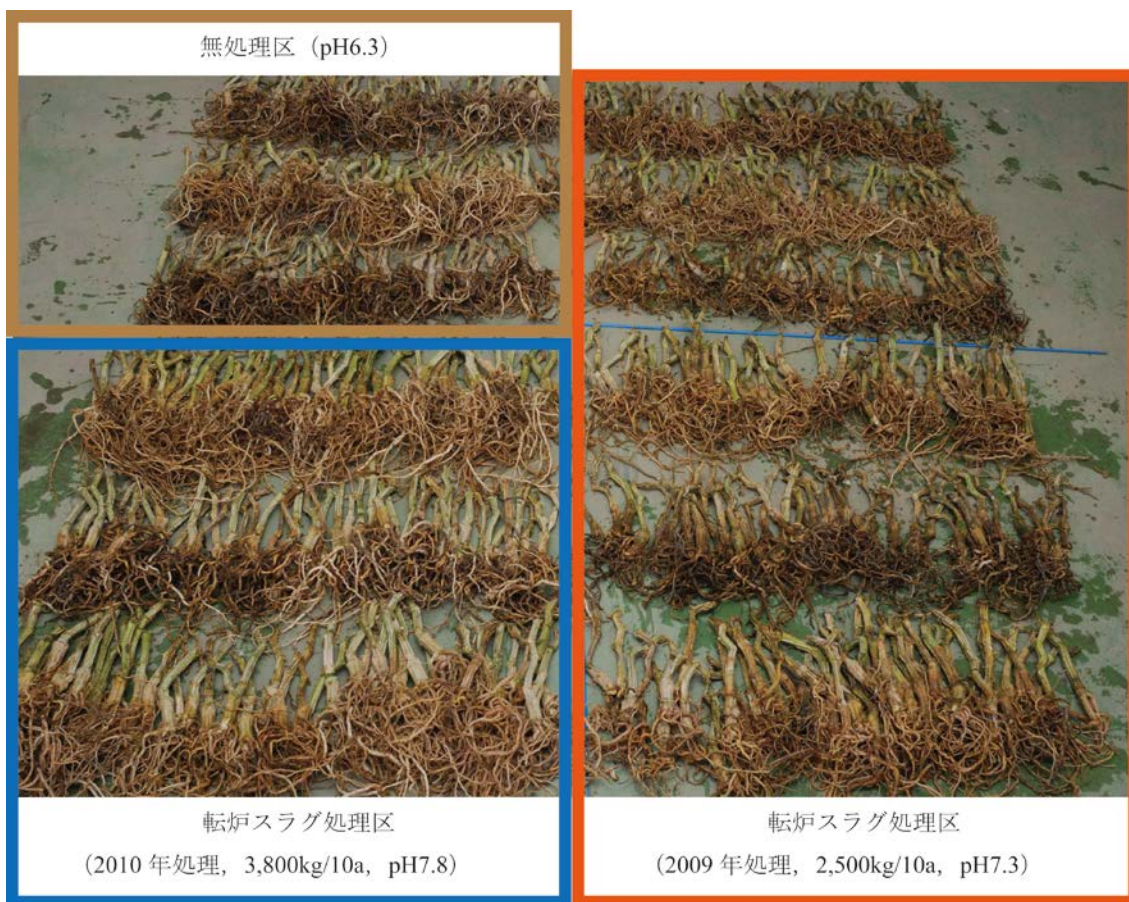 無処理区（pH6.3）
転炉スラグ処理区
（2010 年処理，3,800kg/10a，pH7.8）
転炉スラグ処理区
（2009 年処理，2,500kg/10a，pH7.3）